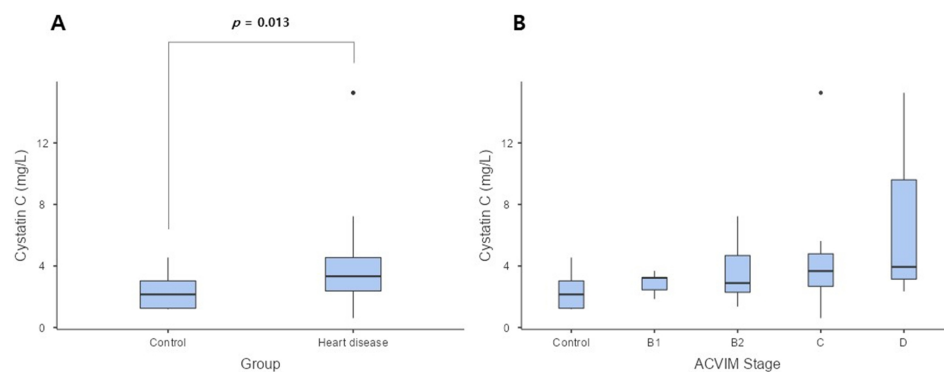 A
p = 0.013
Cystatin C (mg/L)
12
8
4
0
Control
Heart disease
Group
B
Cystatin C (mg/L)
12
8
4
0
Control
B1
B2
C
D
ACVIM Stage